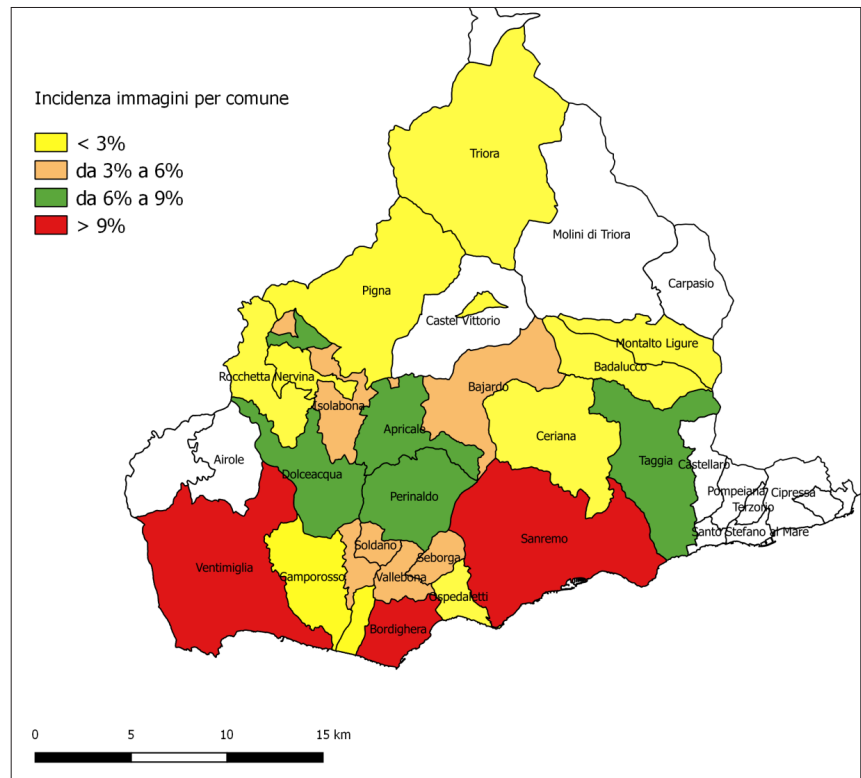 Incidenza immagini per comune
< 3%
da 3% a 6%
da 6% a 9%
> 9%
Triora
Molini di Triora
Carpasio
Pigna
Castel Vittorio
Montalto Ligure
Badalucco
Rocchetta Nervina
Bajardo
Isolabona
Apricale
Ceriana
Airole
Taggia
Castellaro
Dolceacqua
Perinaldo
Pompeiana
Cipressa
Terzorio
Santo Stefano al Mare
Sanremo
Soldano
Seborga
Ventimiglia
Camporosso
Vallebona
Ospedaletti
Bordighera
0 5 10 15 km